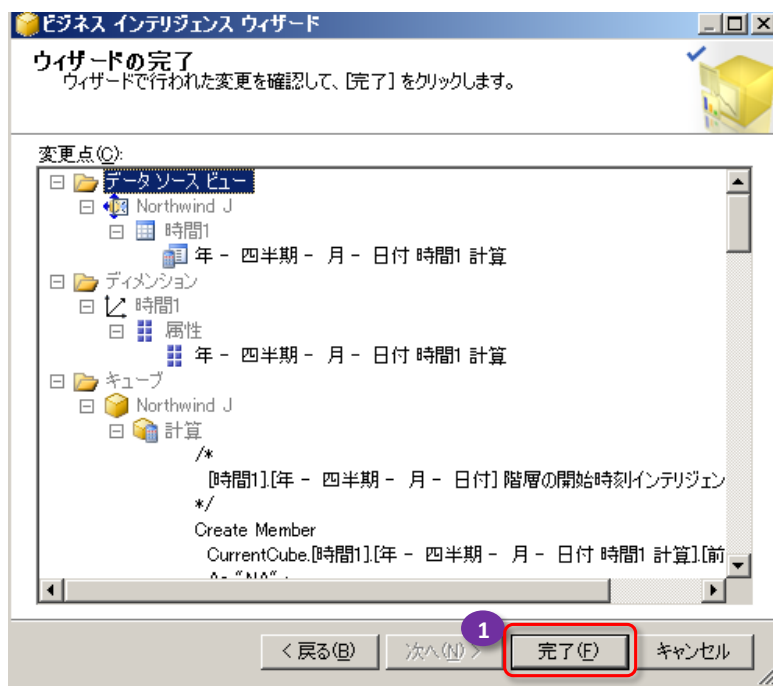 ビジネス インテリジェンス ウィザード
ウィザードの完了
ウィザードで行われた変更を確認して、[完了] をクリックします。
変更点(C):
データ ソース ビュー
Northwind J
時間1
年 - 四半期 - 月 - 日付 時間1 計算
ディメンション
時間1
属性
年 - 四半期 - 月 - 日付 時間1 計算
キューブ
Northwind J
計算
/*
[時間1].[年 - 四半期 - 月 - 日付] 階層の開始時刻インテリジェン
*/
Create Member
CurrentCube.[時間1].[年 - 四半期 - 月 - 日付 時間1 計算].[前
As "NA" ;
1
< 戻る(B) 次へ(N) > 完了(F) キャンセル